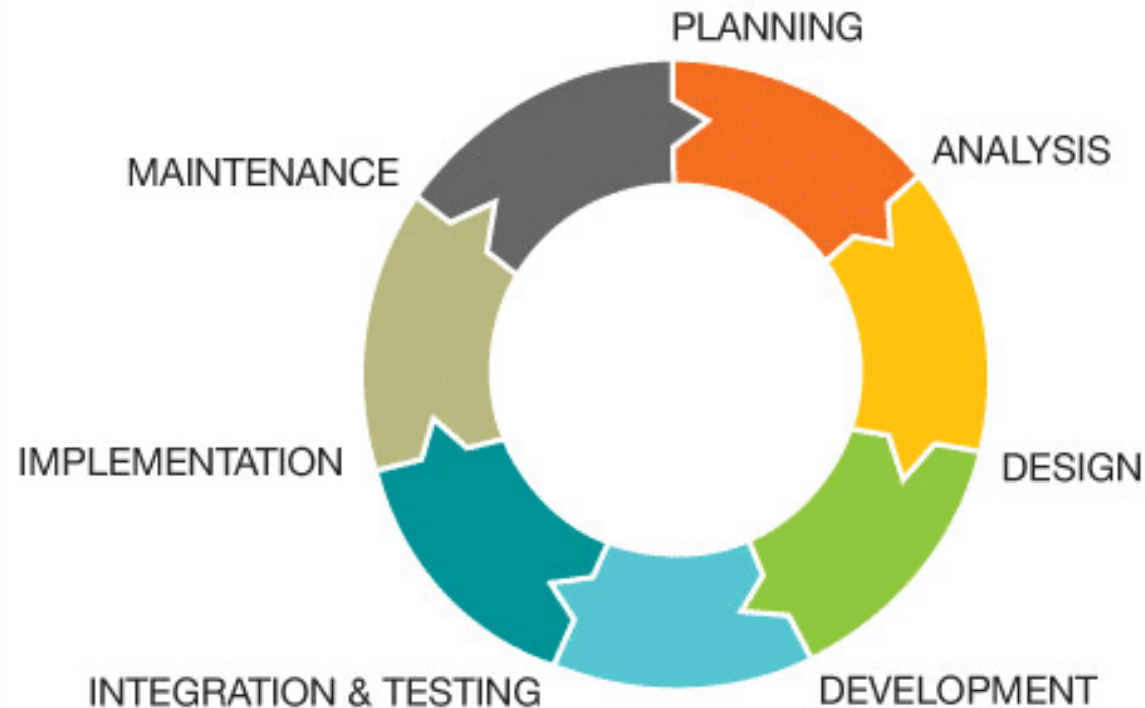 PLANNING
ANALYSIS
DESIGN
DEVELOPMENT
INTEGRATION & TESTING
IMPLEMENTATION
MAINTENANCE